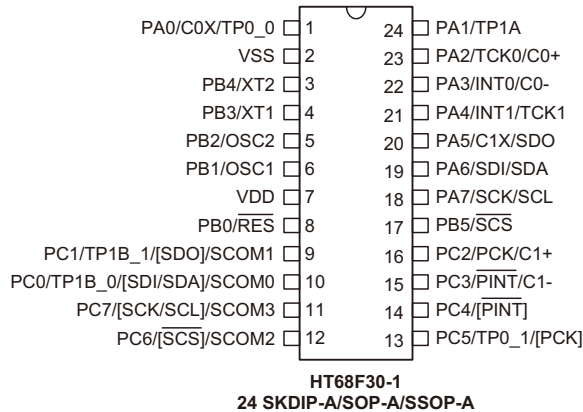 PA0/C0X/TP0_0 1 24 PA1/TP1A
VSS 2 23 PA2/TCK0/C0+
PB4/XT2 3 22 PA3/INT0/C0-
PB3/XT1 4 21 PA4/INT1/TCK1
PB2/OSC2 5 20 PA5/C1X/SDO
PB1/OSC1 6 19 PA6/SDI/SDA
VDD 7 18 PA7/SCK/SCL
PB0/RES 8 17 PB5/SCS
PC1/TP1B_1/[SDO]/SCOM1 9 16 PC2/PCK/C1+
PC0/TP1B_0/[SDI/SDA]/SCOM0 10 15 PC3/PINT/C1-
PC7/[SCK/SCL]/SCOM3 11 14 PC4/[PINT]
PC6/[SCS]/SCOM2 12 13 PC5/TP0_1/[PCK]
HT68F30-1
24 SKDIP-A/SOP-A/SSOP-A